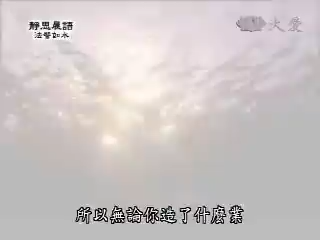 靜思晨語
法譬如水
大愛
所以無論你造了什麼業